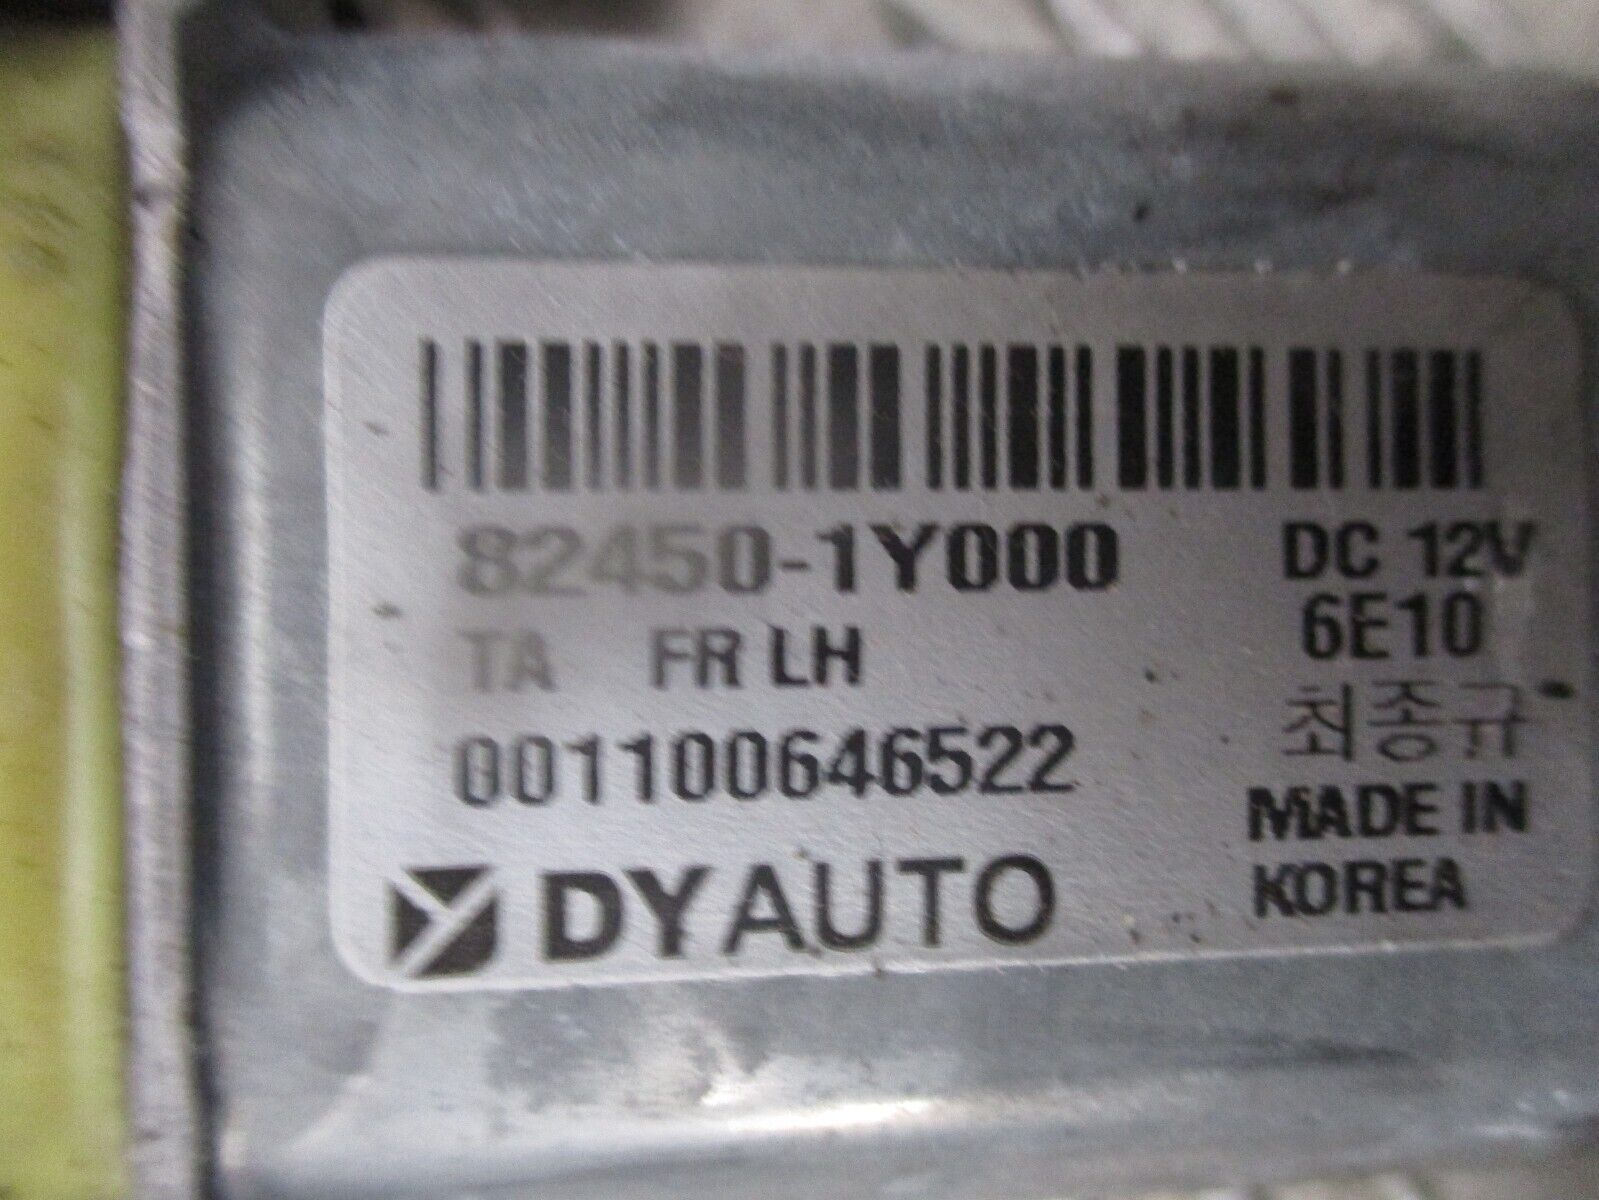 82450-1Y000
DC 12V
TA FR LH
6E10
001100646522
최종규
MADE IN
KOREA
DYAUTO